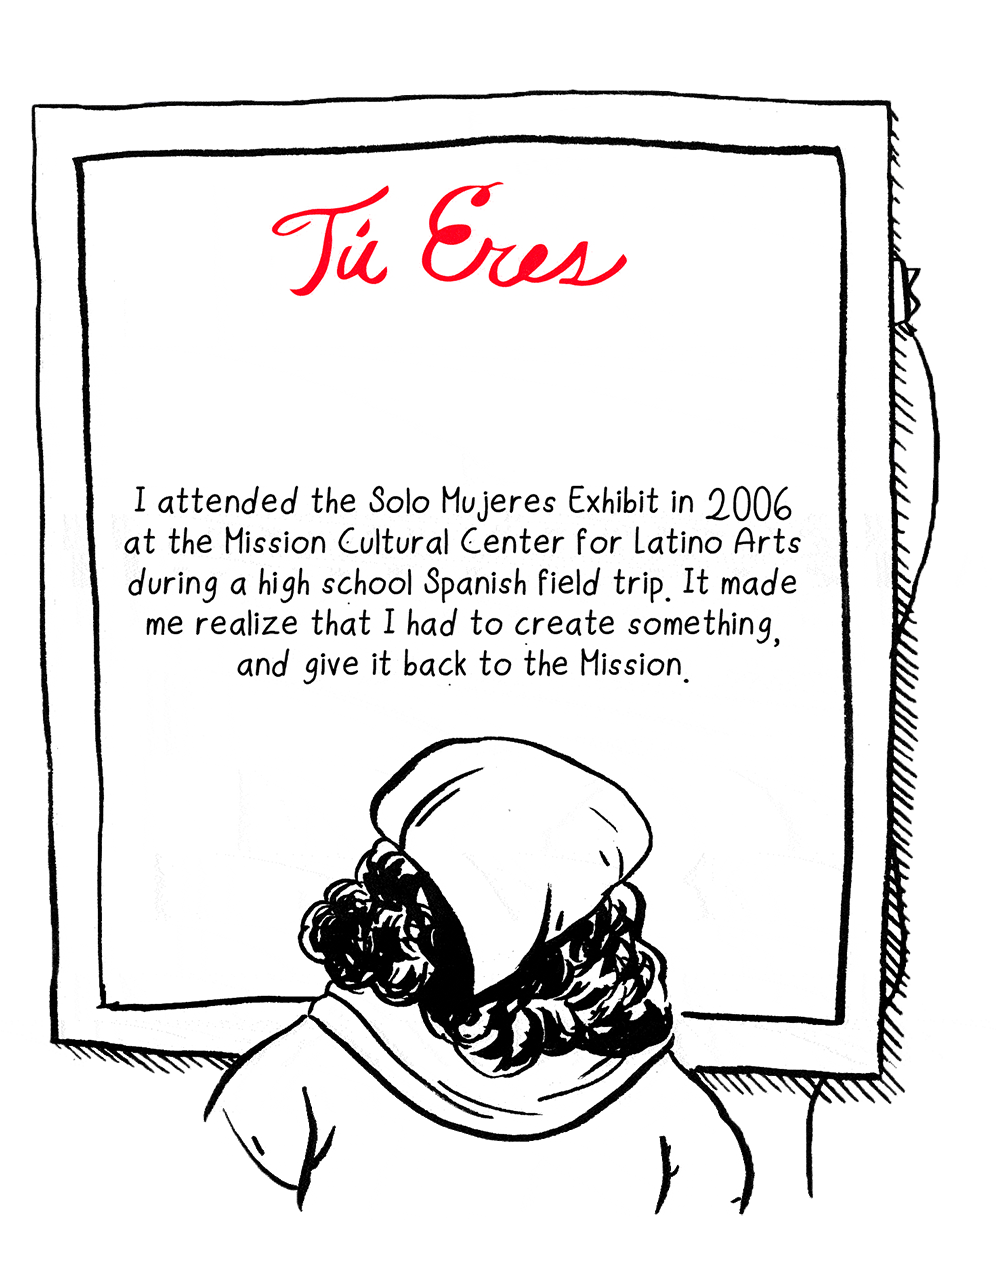 Tú Eres
I attended the Solo Mujeres Exhibit in 2006
at the Mission Cultural Center for Latino Arts
during a high school Spanish field trip. It made
me realize that I had to create something,
and give it back to the Mission.